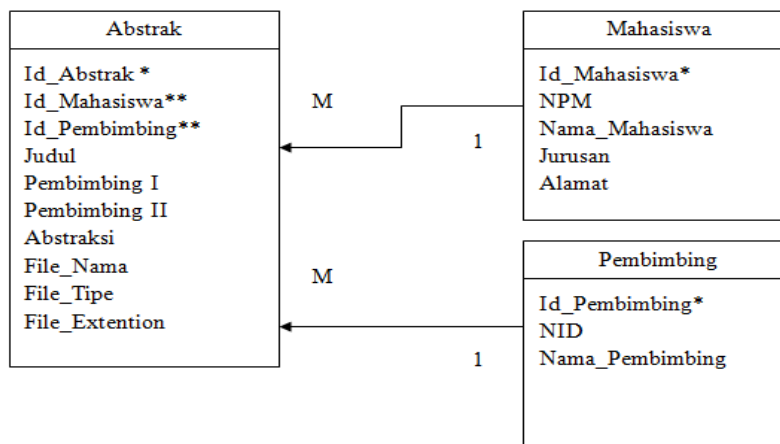 Abstrak
Id_Abstrak *
Id_Mahasiswa**
Id_Pembimbing**
Judul
Pembimbing I
Pembimbing II
Abstraksi
File_Nama
File_Tipe
File_Extention
M
1
M
1
Mahasiswa
Id_Mahasiswa*
NPM
Nama_Mahasiswa
Jurusan
Alamat
Pembimbing
Id_Pembimbing*
NID
Nama_Pembimbing